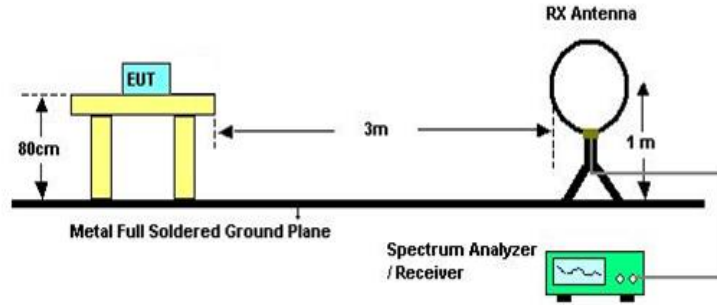 RX Antenna
EUT
80cm
3m
1 m
Metal Full Soldered Ground Plane
Spectrum Analyzer
/ Receiver